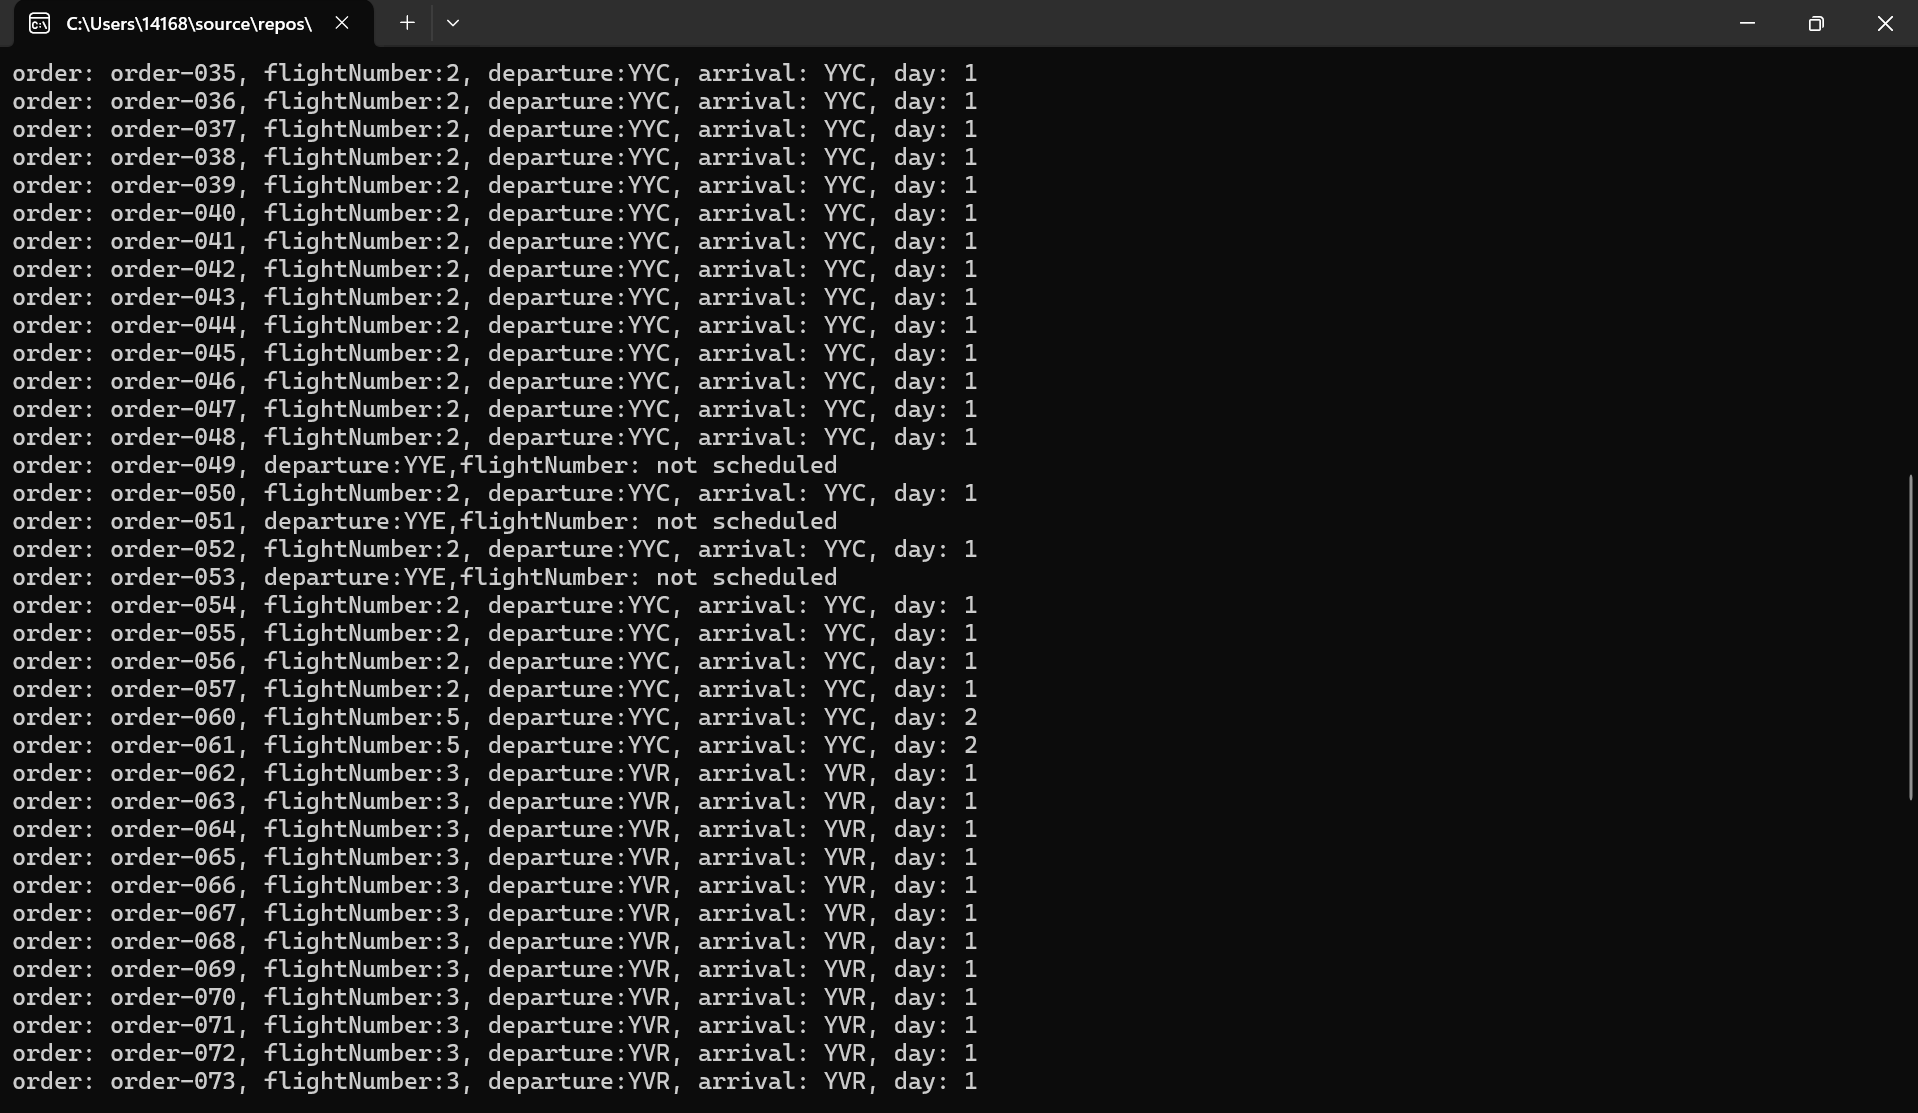 C:\Users\14168\source\repos\
order: order-035, flightNumber:2, departure:YYC, arrival: YYC, day: 1
order: order-036, flightNumber:2, departure:YYC, arrival: YYC, day: 1
order: order-037, flightNumber:2, departure:YYC, arrival: YYC, day: 1
order: order-038, flightNumber:2, departure:YYC, arrival: YYC, day: 1
order: order-039, flightNumber:2, departure:YYC, arrival: YYC, day: 1
order: order-040, flightNumber:2, departure:YYC, arrival: YYC, day: 1
order: order-041, flightNumber:2, departure:YYC, arrival: YYC, day: 1
order: order-042, flightNumber:2, departure:YYC, arrival: YYC, day: 1
order: order-043, flightNumber:2, departure:YYC, arrival: YYC, day: 1
order: order-044, flightNumber:2, departure:YYC, arrival: YYC, day: 1
order: order-045, flightNumber:2, departure:YYC, arrival: YYC, day: 1
order: order-046, flightNumber:2, departure:YYC, arrival: YYC, day: 1
order: order-047, flightNumber:2, departure:YYC, arrival: YYC, day: 1
order: order-048, flightNumber:2, departure:YYC, arrival: YYC, day: 1
order: order-049, departure:YYE,flightNumber: not scheduled
order: order-050, flightNumber:2, departure:YYC, arrival: YYC, day: 1
order: order-051, departure:YYE,flightNumber: not scheduled
order: order-052, flightNumber:2, departure:YYC, arrival: YYC, day: 1
order: order-053, departure:YYE,flightNumber: not scheduled
order: order-054, flightNumber:2, departure:YYC, arrival: YYC, day: 1
order: order-055, flightNumber:2, departure:YYC, arrival: YYC, day: 1
order: order-056, flightNumber:2, departure:YYC, arrival: YYC, day: 1
order: order-057, flightNumber:2, departure:YYC, arrival: YYC, day: 1
order: order-060, flightNumber:5, departure:YYC, arrival: YYC, day: 2
order: order-061, flightNumber:5, departure:YYC, arrival: YYC, day: 2
order: order-062, flightNumber:3, departure:YVR, arrival: YVR, day: 1
order: order-063, flightNumber:3, departure:YVR, arrival: YVR, day: 1
order: order-064, flightNumber:3, departure:YVR, arrival: YVR, day: 1
order: order-065, flightNumber:3, departure:YVR, arrival: YVR, day: 1
order: order-066, flightNumber:3, departure:YVR, arrival: YVR, day: 1
order: order-067, flightNumber:3, departure:YVR, arrival: YVR, day: 1
order: order-068, flightNumber:3, departure:YVR, arrival: YVR, day: 1
order: order-069, flightNumber:3, departure:YVR, arrival: YVR, day: 1
order: order-070, flightNumber:3, departure:YVR, arrival: YVR, day: 1
order: order-071, flightNumber:3, departure:YVR, arrival: YVR, day: 1
order: order-072, flightNumber:3, departure:YVR, arrival: YVR, day: 1
order: order-073, flightNumber:3, departure:YVR, arrival: YVR, day: 1